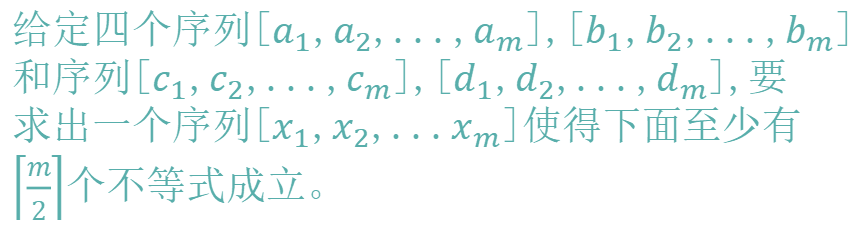 给定四个序列[a₁, a₂, . . . , aₘ], [b₁, b₂, . . . , bₘ]
和序列[c₁, c₂, . . . , cₘ], [d₁, d₂, . . . , dₘ], 要
求出一个序列[x₁, x₂, . . . xₘ]使得下面至少有
⌈m/2⌉个不等式成立。